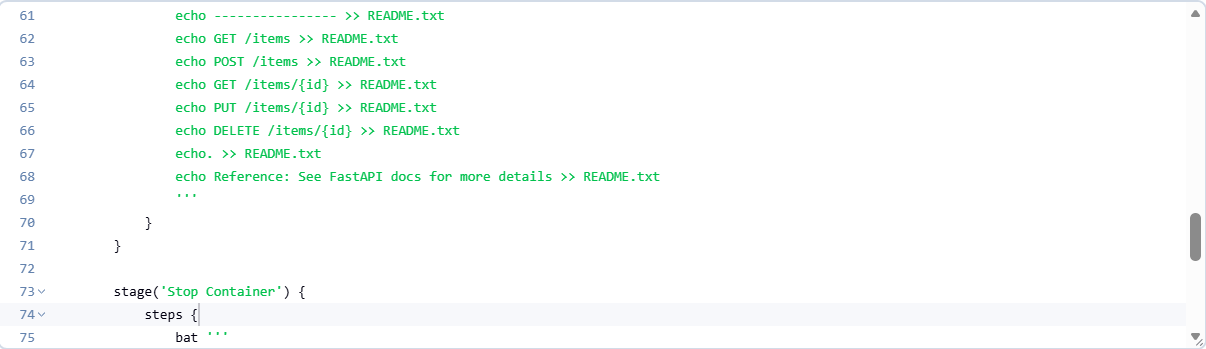 61                    echo ---------------- >> README.txt
62                    echo GET /items >> README.txt
63                    echo POST /items >> README.txt
64                    echo GET /items/{id} >> README.txt
65                    echo PUT /items/{id} >> README.txt
66                    echo DELETE /items/{id} >> README.txt
67                    echo. >> README.txt
68                    echo Reference: See FastAPI docs for more details >> README.txt
69                    '''
70                }
71            }
72
73            stage('Stop Container') {
74                steps {
75                    bat '''